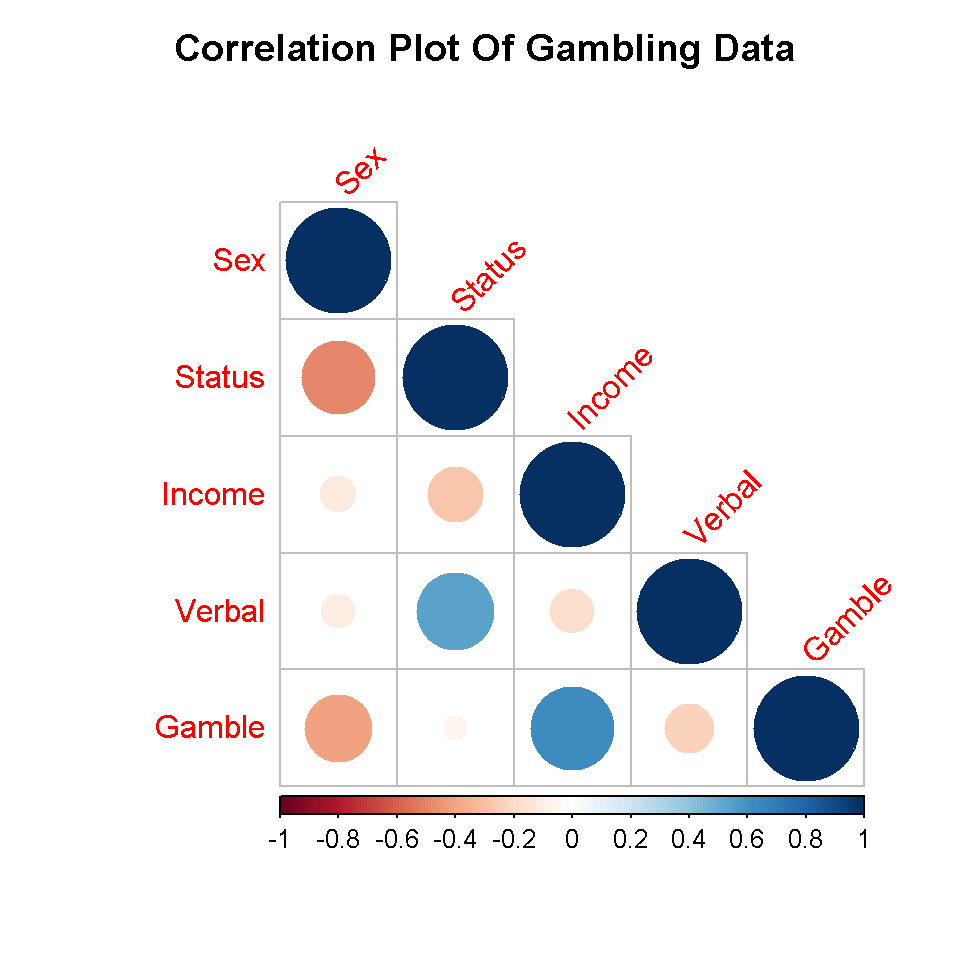 Correlation Plot Of Gambling Data
Sex
Sex
Status
Status
Income
Income
Verbal
Verbal
Gamble
Gamble
-1 -0.8 -0.6 -0.4 -0.2 0 0.2 0.4 0.6 0.8 1